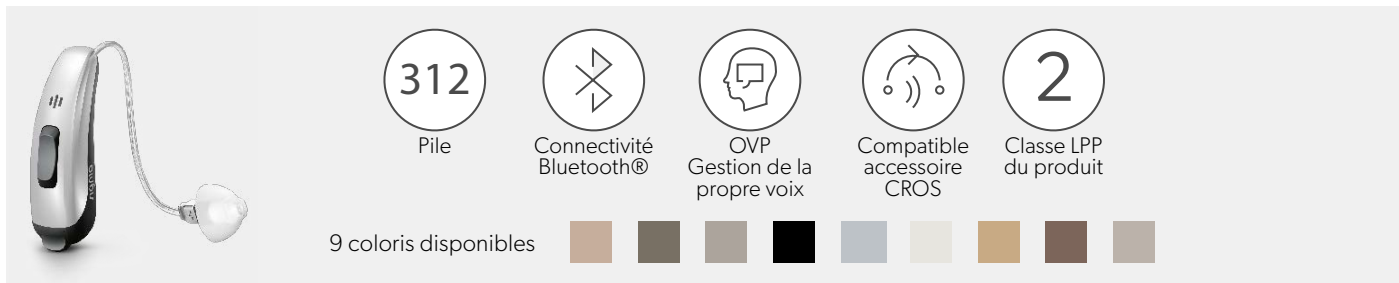 312
2
Pile
Connectivité
Bluetooth®
OVP
Gestion de la
propre voix
Compatible
accessoire
CROS
Classe LPP
du produit
9 coloris disponibles
signia